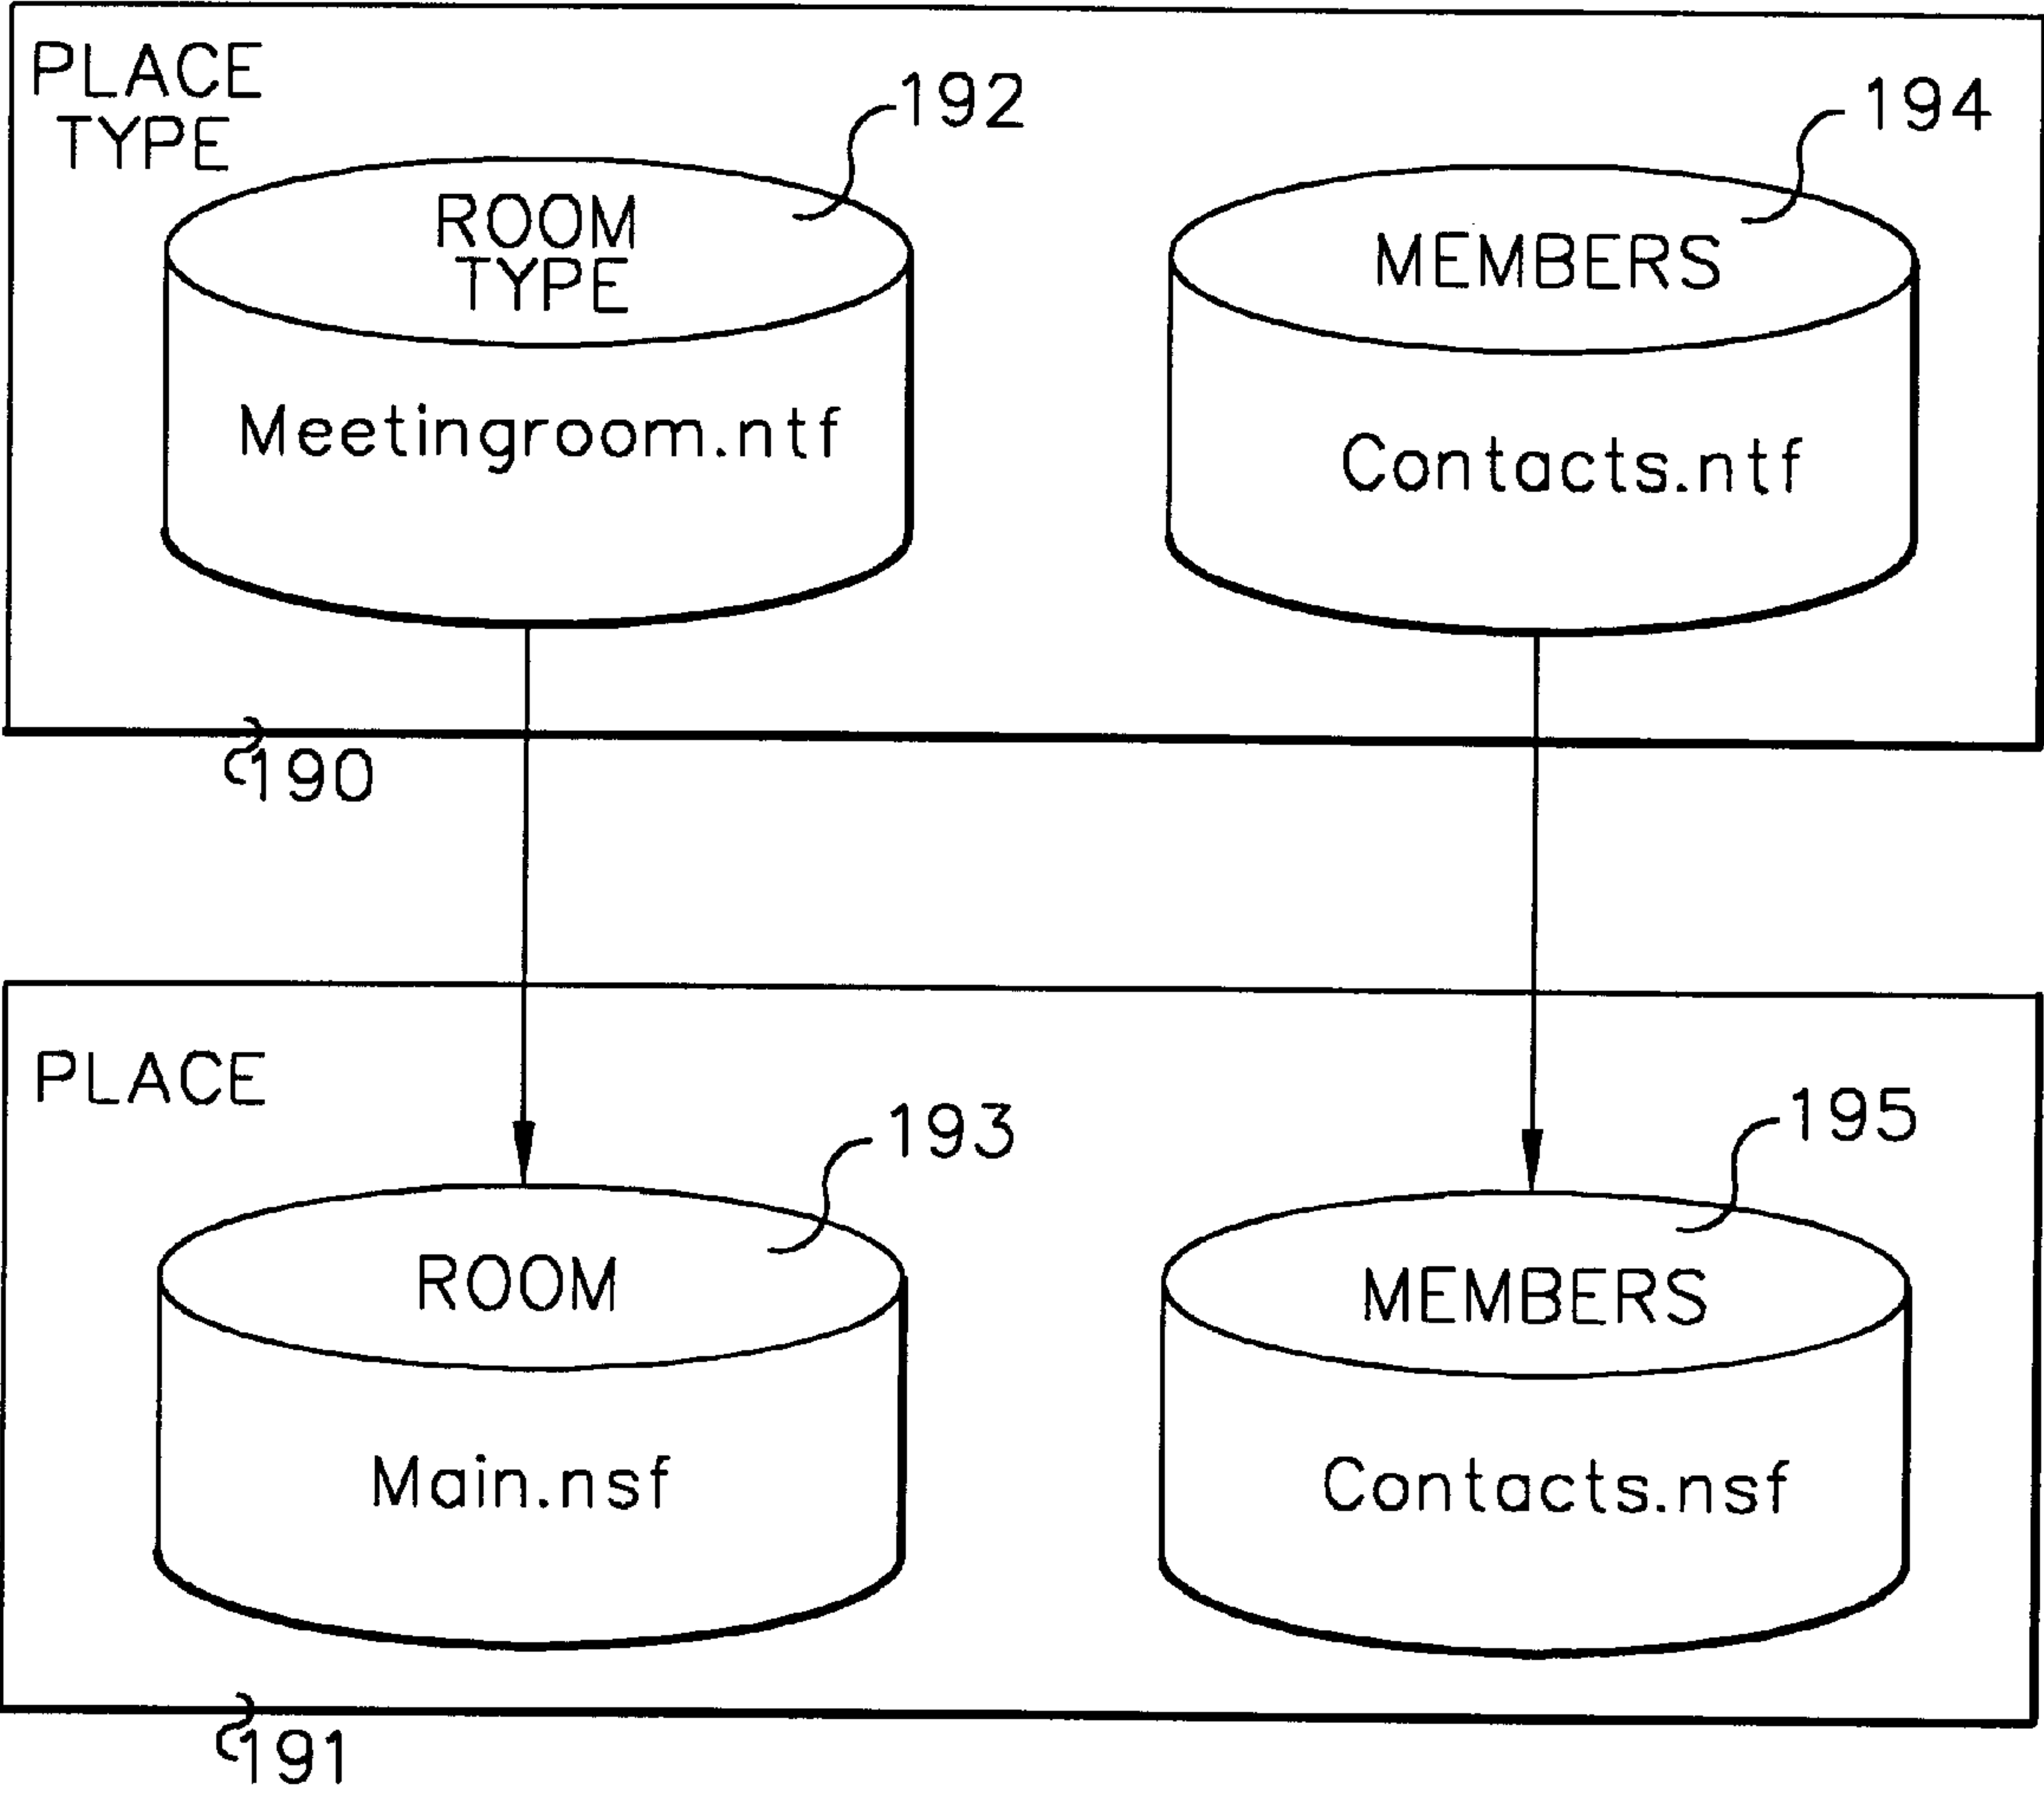 PLACE
TYPE
192
194
ROOM
TYPE
MEMBERS
Meetingroom.ntf
Contacts.ntf
190
PLACE
193
195
ROOM
MEMBERS
Main.nsf
Contacts.nsf
191